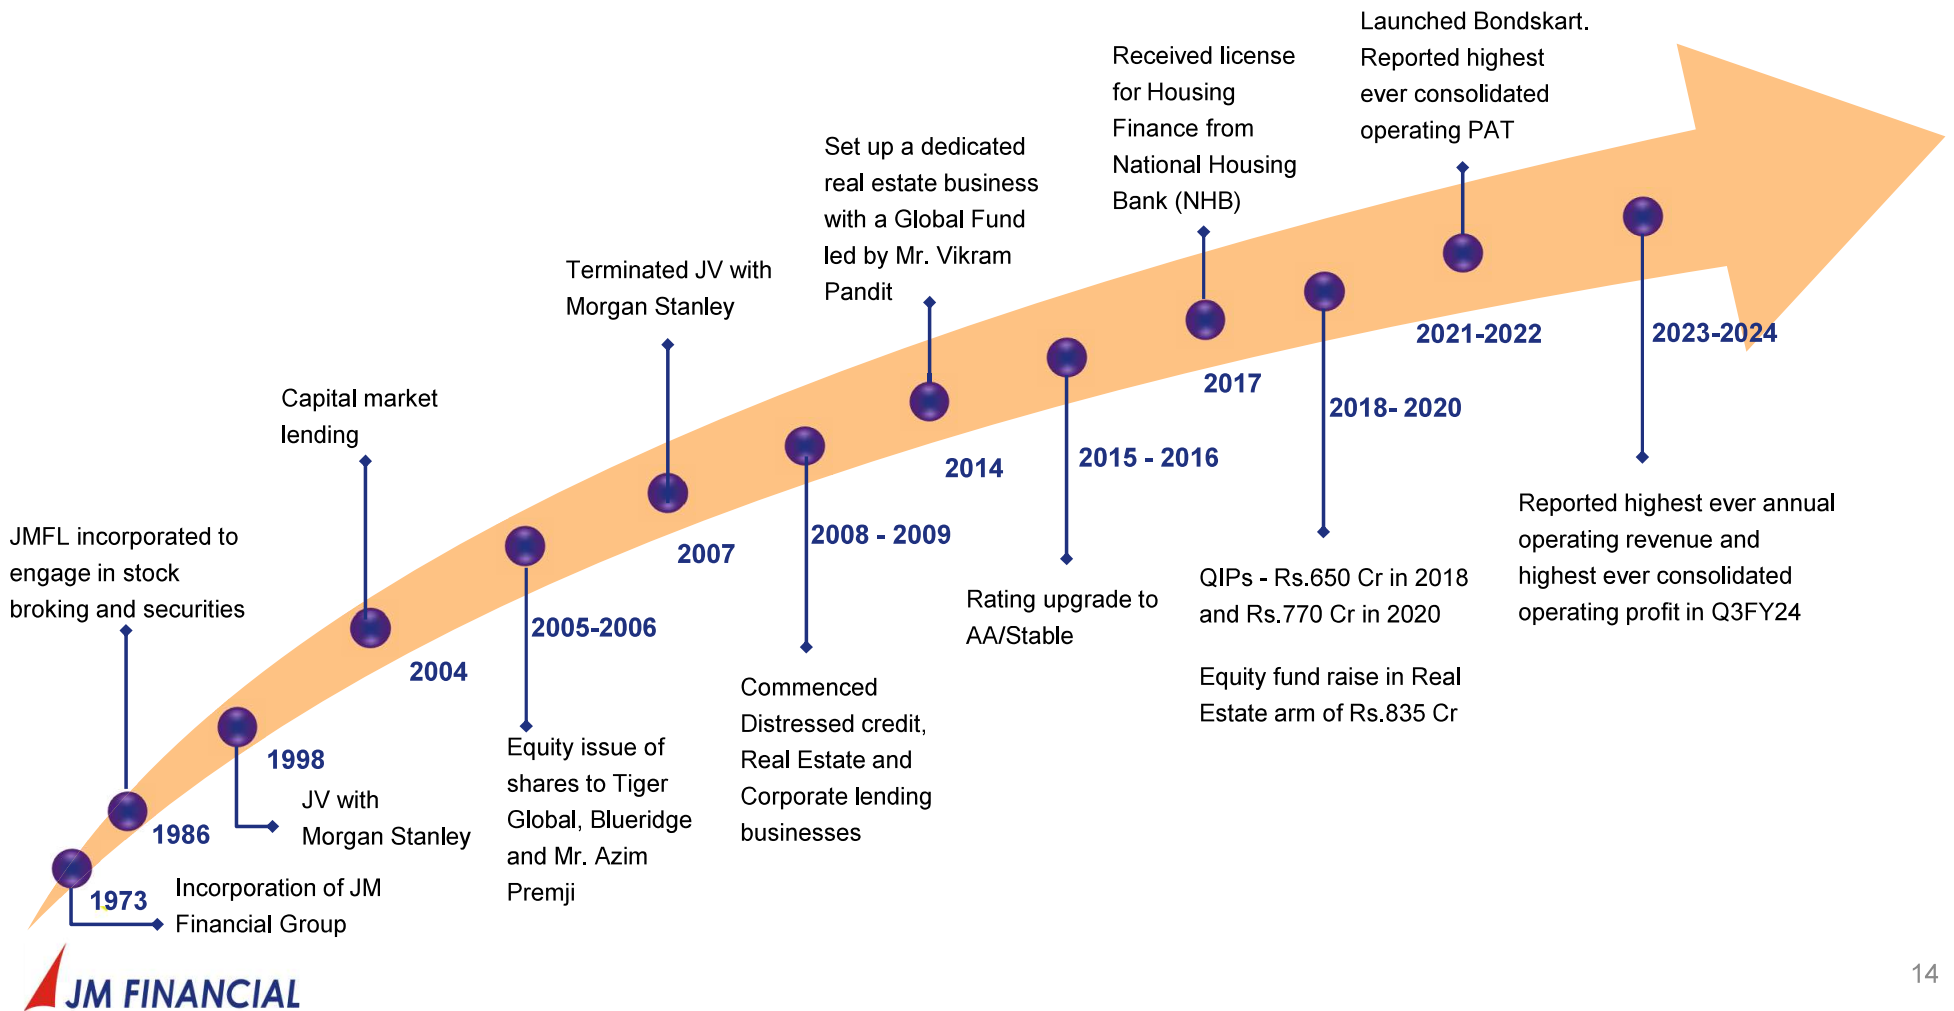 1973
Incorporation of JM
Financial Group
1986
JMFL incorporated to
engage in stock
broking and securities
1998
JV with
Morgan Stanley
2004
Capital market
lending
2005-2006
Equity issue of
shares to Tiger
Global, Blueridge
and Mr. Azim
Premji
2007
Terminated JV with
Morgan Stanley
2008 - 2009
Commenced
Distressed credit,
Real Estate and
Corporate lending
businesses
2014
Set up a dedicated
real estate business
with a Global Fund
led by Mr. Vikram
Pandit
2015 - 2016
Rating upgrade to
AA/Stable
2017
Received license
for Housing
Finance from
National Housing
Bank (NHB)
2018- 2020
QIPs - Rs.650 Cr in 2018
and Rs.770 Cr in 2020
Equity fund raise in Real
Estate arm of Rs.835 Cr
2021-2022
Launched Bondskart.
Reported highest
ever consolidated
operating PAT
2023-2024
Reported highest ever annual
operating revenue and
highest ever consolidated
operating profit in Q3FY24
JM FINANCIAL
14